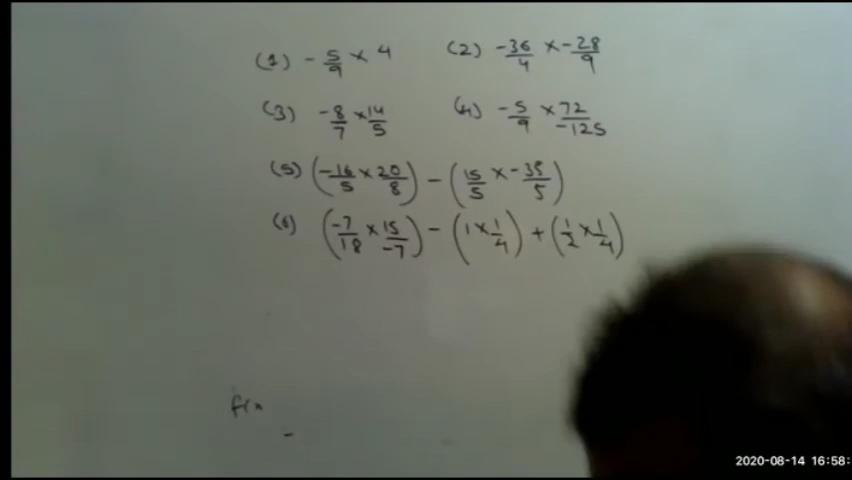 (1) -5/9 × 4 (2) -36/4 × -28/9
(3) -8/7 × 14/5 (4) -5/9 × 72/-125
(5) (-16/5 × 20/8) - (15/5 × -35/5)
(6) (-7/18 × 15/-7) - (1 × 1/4) + (1/2 × 1/4)
2020-08-14 16:58: